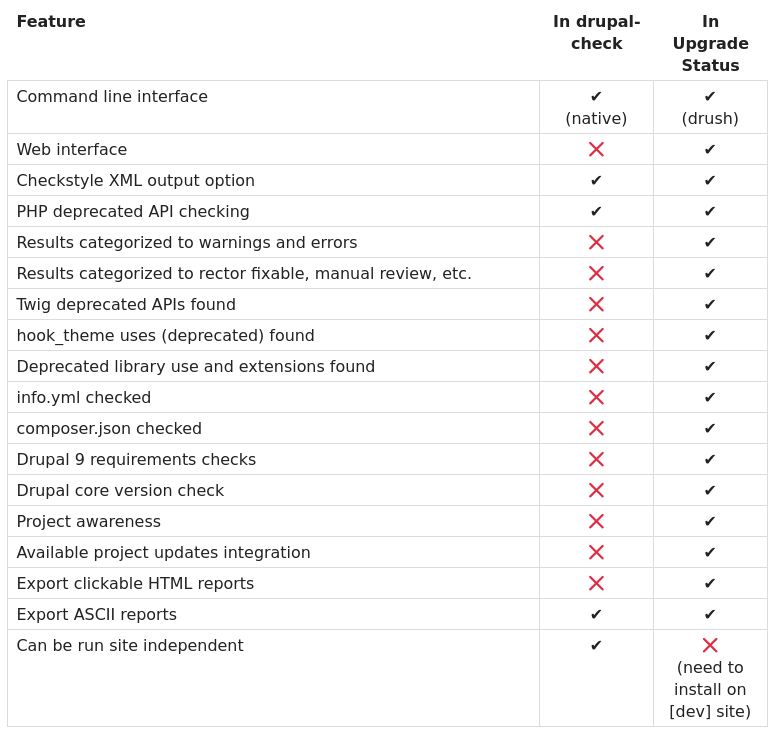 Feature In drupal-check In Upgrade Status
Command line interface ✔ (native) ✔ (drush)
Web interface ❌ ✔
Checkstyle XML output option ✔ ✔
PHP deprecated API checking ✔ ✔
Results categorized to warnings and errors ❌ ✔
Results categorized to rector fixable, manual review, etc. ❌ ✔
Twig deprecated APIs found ❌ ✔
hook_theme uses (deprecated) found ❌ ✔
Deprecated library use and extensions found ❌ ✔
info.yml checked ❌ ✔
composer.json checked ❌ ✔
Drupal 9 requirements checks ❌ ✔
Drupal core version check ❌ ✔
Project awareness ❌ ✔
Available project updates integration ❌ ✔
Export clickable HTML reports ❌ ✔
Export ASCII reports ✔ ✔
Can be run site independent ✔ ❌ (need to install on [dev] site)